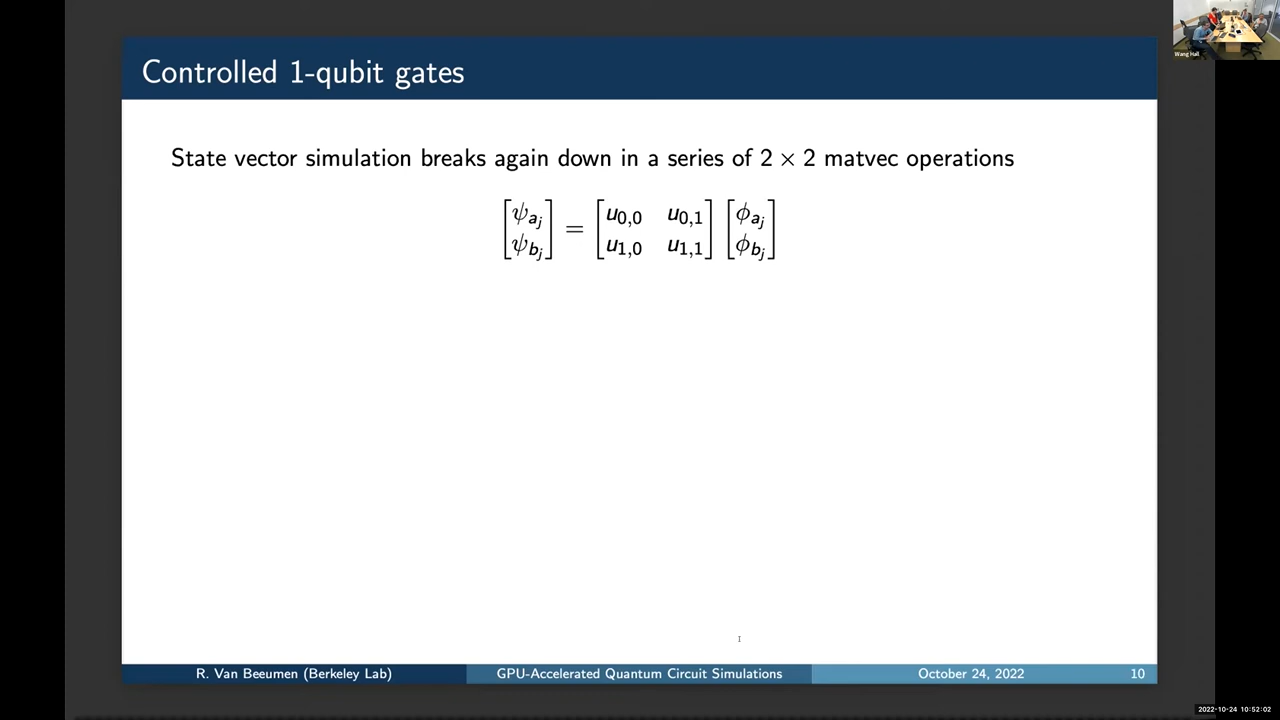 Wang Hall
Controlled 1-qubit gates
State vector simulation breaks again down in a series of 2 × 2 matvec operations
[ψ_{a_j}; ψ_{b_j}] = [u_{0,0} u_{0,1}; u_{1,0} u_{1,1}] [ϕ_{a_j}; ϕ_{b_j}]
R. Van Beeumen (Berkeley Lab) GPU-Accelerated Quantum Circuit Simulations October 24, 2022 10
2022-10-24 10:52:02